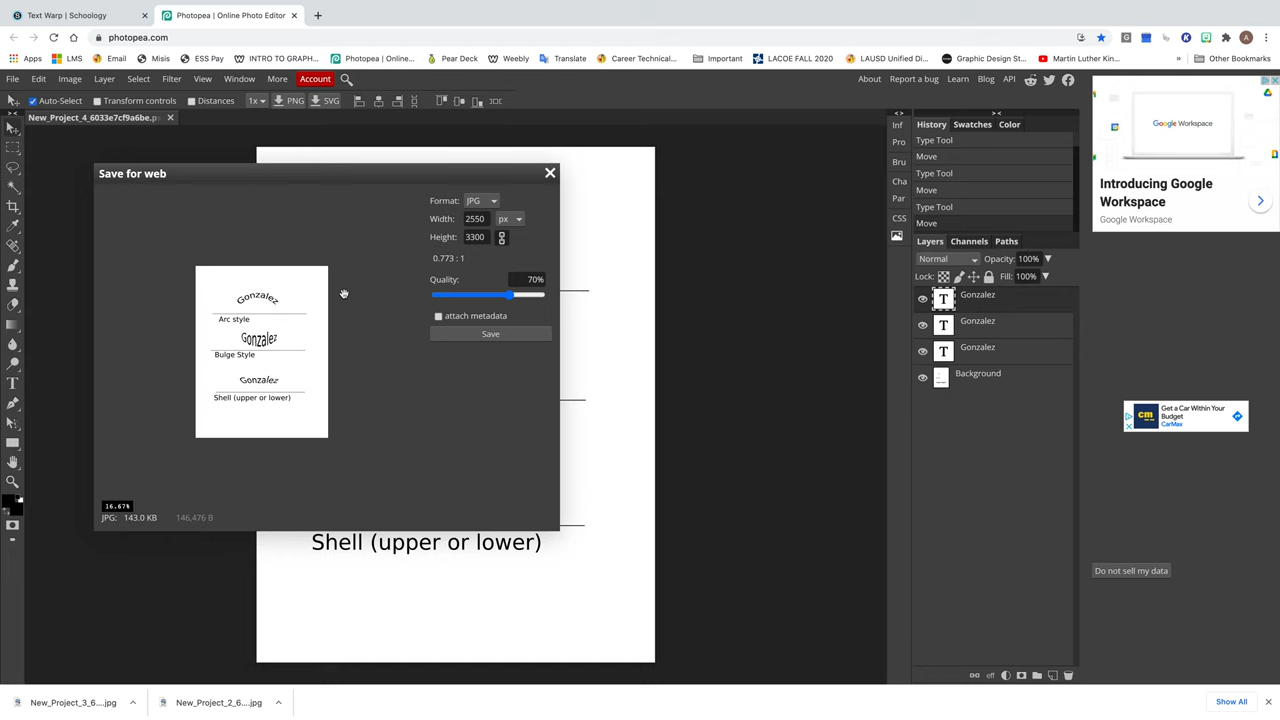 Text Warp | Schoology
Photopea | Online Photo Editor
photopea.com
Apps
LMS
Misis
ESS Pay
INTRO TO GRAPH...
Photopea | Online...
Pear Deck
Weebly
Translate
Career Technical...
Important
LACOE FALL 2020
LAUSD Unified Di...
Graphic Design St...
Martin Luther Kin...
»
Other Bookmarks
File Edit Image Layer Select Filter View Window More Account
About Report a bug Learn Blog API
Auto-Select Transform controls Distances 1x PNG SVG
New_Project_4_6033e7cf9a6be.ps
Save for web
Format: JPG
Width: 2550 px
Height: 3300
0.773 : 1
Quality: 70%
attach metadata
Save
Gonzalez
Arc style
Gonzalez
Bulge Style
Gonzalez
Shell (upper or lower)
16.67%
JPG: 143.0 KB 146,476 B
Shell (upper or lower)
Inf
Pro
Bru
Cha
Par
CSS
History Swatches Color
Type Tool
Move
Type Tool
Move
Type Tool
Move
Layers Channels Paths
Normal Opacity: 100%
Lock: Fill: 100%
T Gonzalez
T Gonzalez
T Gonzalez
Background
Google Workspace
Introducing Google
Workspace
Google Workspace
Get a Car Within Your
Budget
CarMax
Do not sell my data
eff
New_Project_3_6....jpg
New_Project_2_6....jpg
Show All